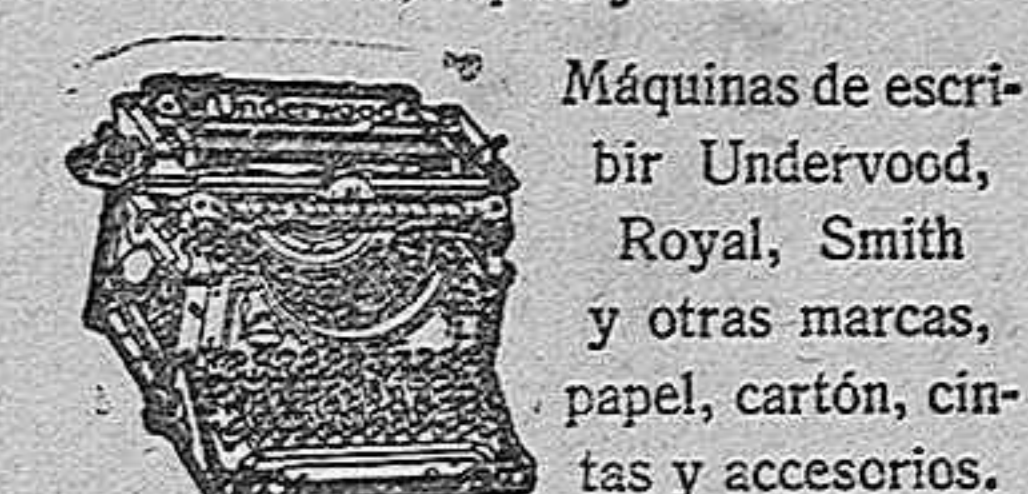 Máquinas de escri-
bir Undervood,
Royal, Smith
y otras marcas,
papel, cartón, cin-
tas y accesorios.
Underwood